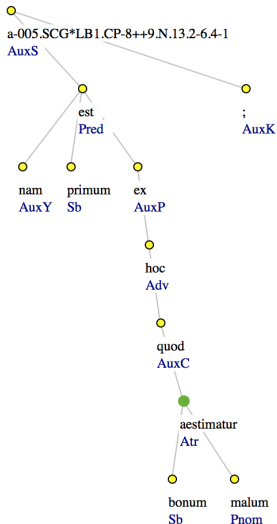 a-005.SCG*LB1.CP-8++9.N.13.2-6.4-1
AuxS
est ;
Pred AuxK
nam primum ex
AuxY Sb AuxP
hoc
Adv
quod
AuxC
aestimatur
Atr
bonum malum
Sb Pnom